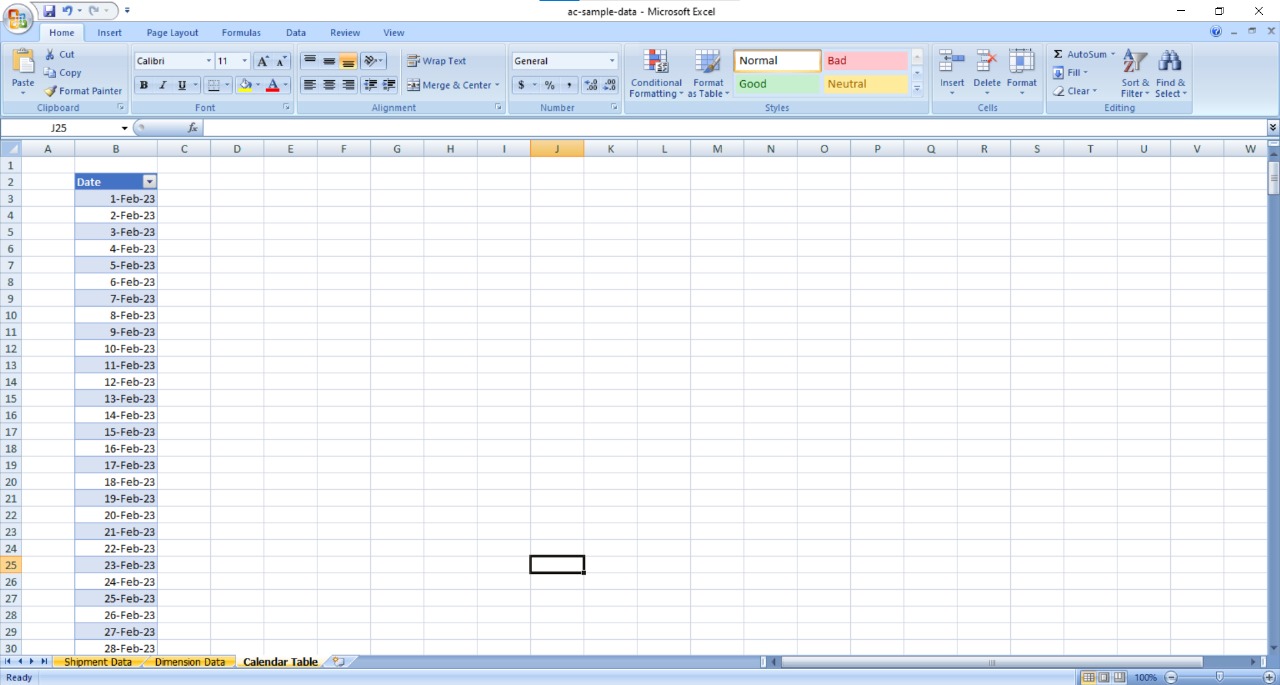 ac-sample-data - Microsoft Excel
Home Insert Page Layout Formulas Data Review View
Paste Cut Copy Format Painter Clipboard
Calibri 11 A A B I U A Font
Wrap Text Merge & Center Alignment
General $ % , .00 Number
Conditional Formatting Format as Table Normal Bad Good Neutral Styles
Insert Delete Format Cells
Σ AutoSum Fill Clear Sort & Filter Find & Select Editing
J25 fx
A B C D E F G H I J K L M N O P Q R S T U V W
1
2 Date
3 1-Feb-23
4 2-Feb-23
5 3-Feb-23
6 4-Feb-23
7 5-Feb-23
8 6-Feb-23
9 7-Feb-23
10 8-Feb-23
11 9-Feb-23
12 10-Feb-23
13 11-Feb-23
14 12-Feb-23
15 13-Feb-23
16 14-Feb-23
17 15-Feb-23
18 16-Feb-23
19 17-Feb-23
20 18-Feb-23
21 19-Feb-23
22 20-Feb-23
23 21-Feb-23
24 22-Feb-23
25 23-Feb-23
26 24-Feb-23
27 25-Feb-23
28 26-Feb-23
29 27-Feb-23
30 28-Feb-23
Shipment Data Dimension Data Calendar Table
Ready 100%